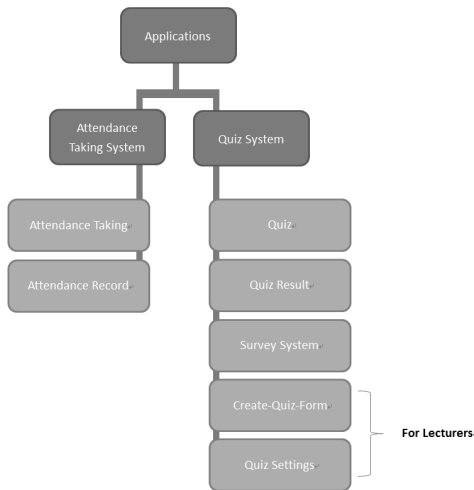 Applications
Attendance
Taking System
Quiz System
Attendance Taking
Attendance Record
Quiz
Quiz Result
Survey System
Create-Quiz-Form
Quiz Settings
For Lecturers